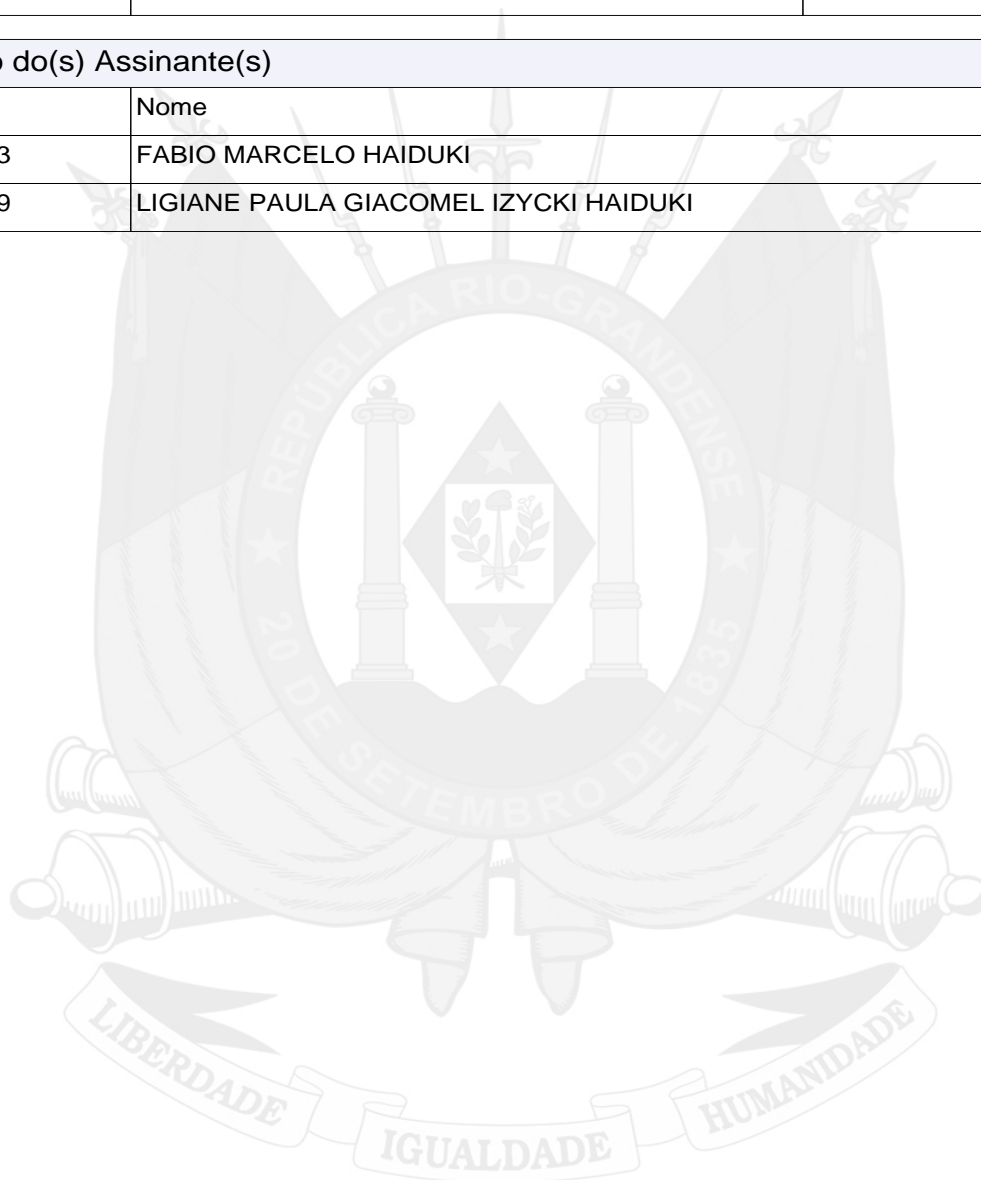 o do(s) Assinante(s)
Nome
3 FABIO MARCELO HAIDUKI
9 LIGIANE PAULA GIACOMEL IZYCKI HAIDUKI
REPÚBLICA RIO-GRANDENSE
20 DE SETEMBRO DE 1835
LIBERDADE IGUALDADE HUMANIDADE